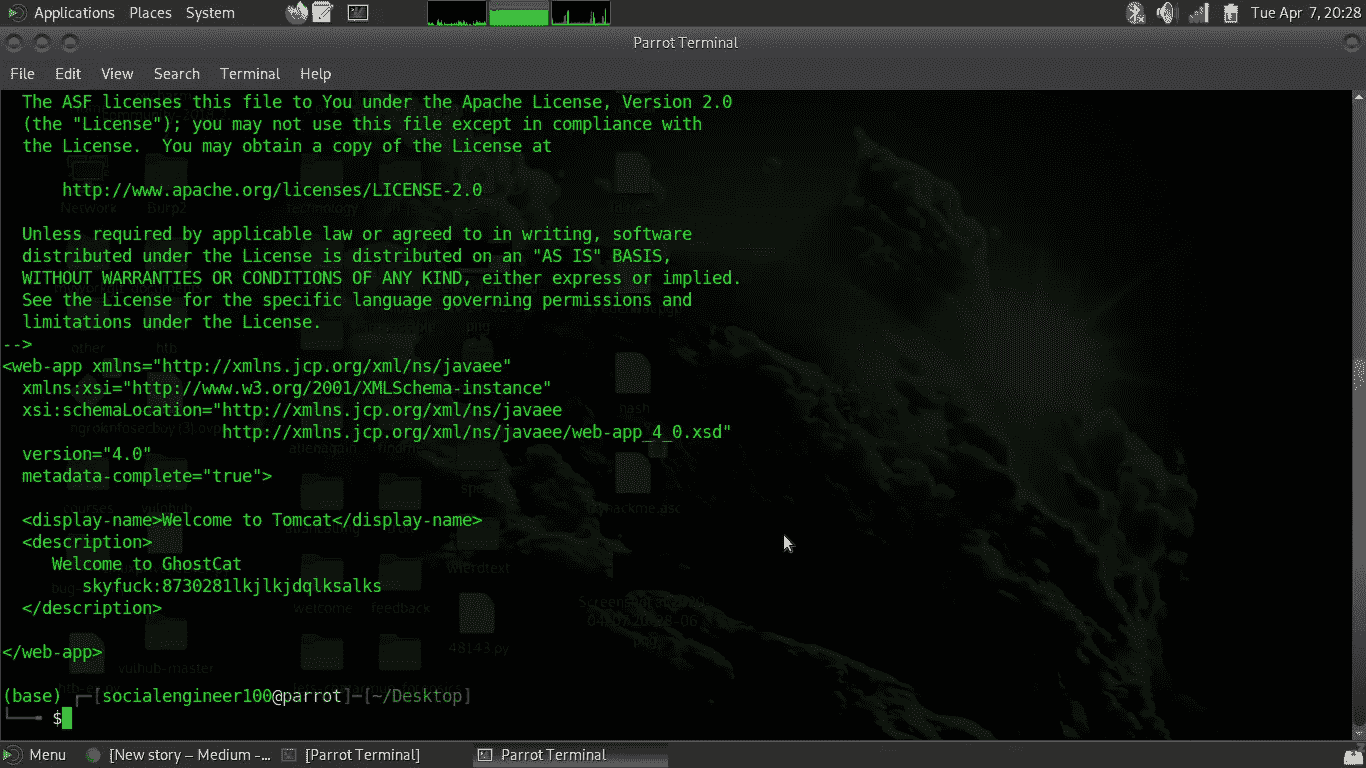 Applications Places System Tue Apr 7, 20:28
Parrot Terminal
File Edit View Search Terminal Help
The ASF licenses this file to You under the Apache License, Version 2.0
(the "License"); you may not use this file except in compliance with
the License.  You may obtain a copy of the License at
http://www.apache.org/licenses/LICENSE-2.0
Unless required by applicable law or agreed to in writing, software
distributed under the License is distributed on an "AS IS" BASIS,
WITHOUT WARRANTIES OR CONDITIONS OF ANY KIND, either express or implied.
See the License for the specific language governing permissions and
limitations under the License.
-->
<web-app xmlns="http://xmlns.jcp.org/xml/ns/javaee"
xmlns:xsi="http://www.w3.org/2001/XMLSchema-instance"
xsi:schemaLocation="http://xmlns.jcp.org/xml/ns/javaee
http://xmlns.jcp.org/xml/ns/javaee/web-app_4_0.xsd"
version="4.0"
metadata-complete="true">
<display-name>Welcome to Tomcat</display-name>
<description>
Welcome to GhostCat
skyfuck:8730281lkjlkjdqlksalks
</description>
</web-app>
48143.py
vulhub-master
(base) ┌─[socialengineer100@parrot]─[~/Desktop]
└──╼ $
Menu [New story – Medium -... [Parrot Terminal] Parrot Terminal